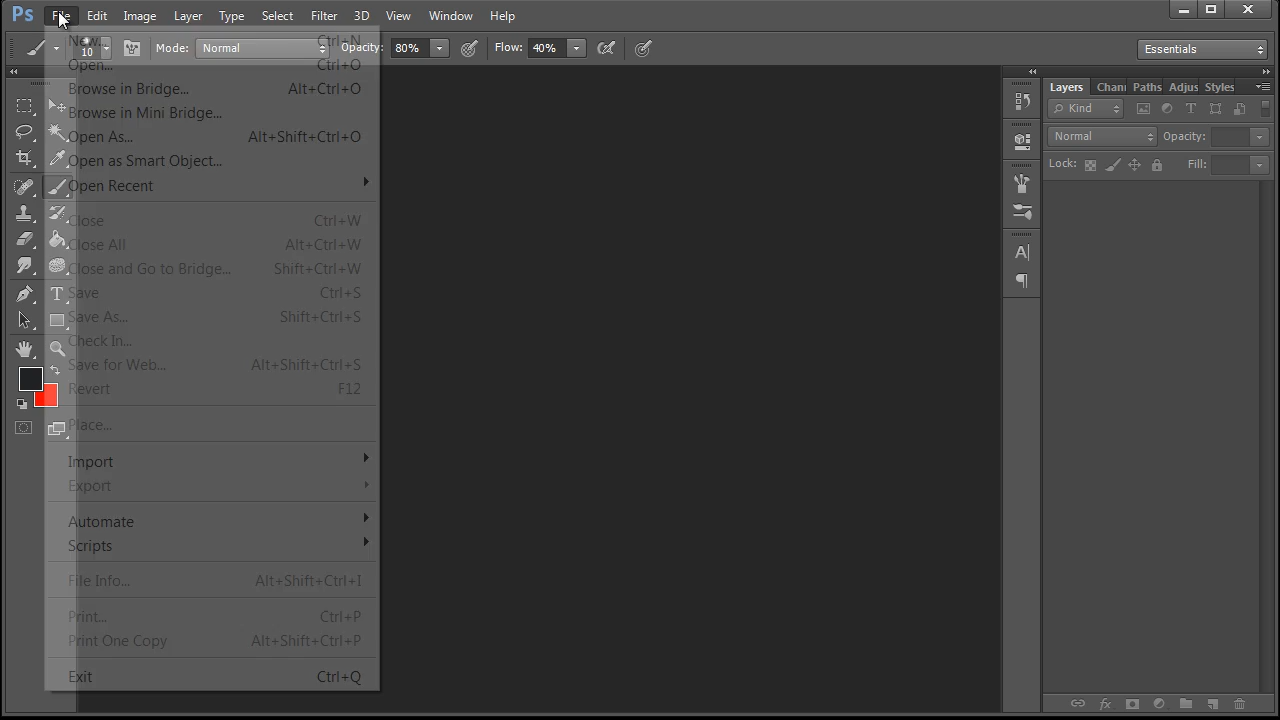 Ps File Edit Image Layer Type Select Filter 3D View Window Help
10 Mode: Normal Opacity: 80% Flow: 40% Essentials
New... Ctrl+N
Open... Ctrl+O
Browse in Bridge... Alt+Ctrl+O
Browse in Mini Bridge...
Open As... Alt+Shift+Ctrl+O
Open as Smart Object...
Open Recent
Close Ctrl+W
Close All Alt+Ctrl+W
Close and Go to Bridge... Shift+Ctrl+W
Save Ctrl+S
Save As... Shift+Ctrl+S
Check In...
Save for Web... Alt+Shift+Ctrl+S
Revert F12
Place...
Import
Export
Automate
Scripts
File Info... Alt+Shift+Ctrl+I
Print... Ctrl+P
Print One Copy Alt+Shift+Ctrl+P
Exit Ctrl+Q
Layers Chann Paths Adjus Styles
Kind
Normal Opacity:
Lock: Fill: